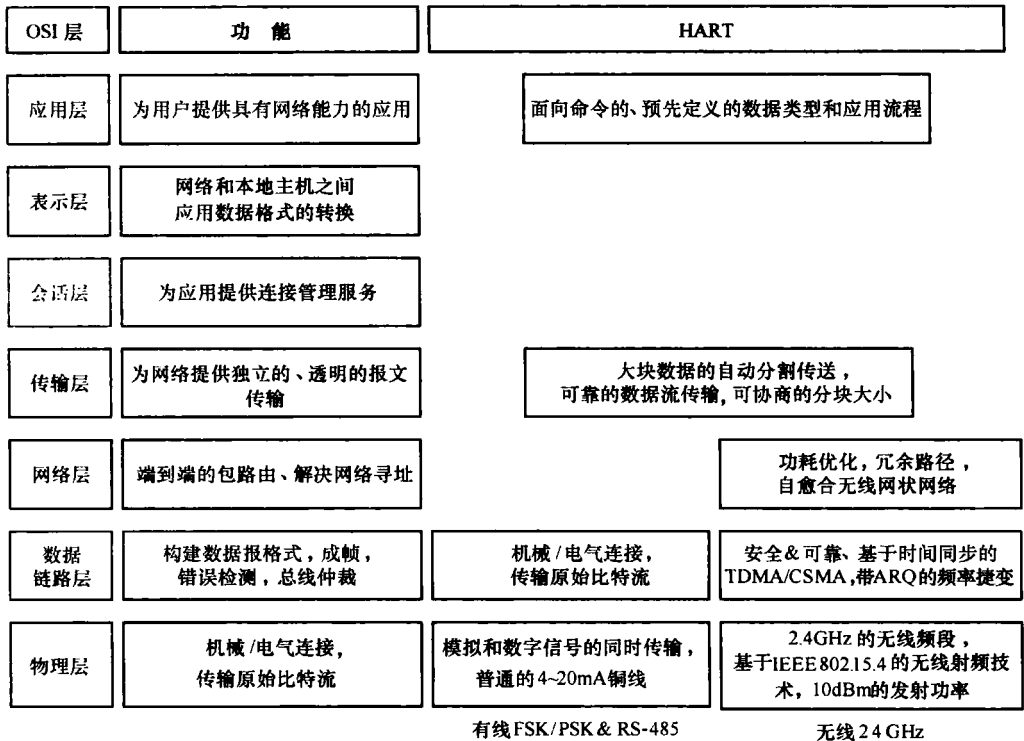 OSI 层
功 能
HART
应用层
为用户提供具有网络能力的应用
面向命令的、预先定义的数据类型和应用流程
表示层
网络和本地主机之间
应用数据格式的转换
会话层
为应用提供连接管理服务
传输层
为网络提供独立的、透明的报文
传输
大块数据的自动分割传送，
可靠的数据流传输，可协商的分块大小
网络层
端到端的包路由、解决网络寻址
功耗优化，冗余路径，
自愈合无线网状网络
数据
链路层
构建数据报格式，成帧，
错误检测，总线仲裁
机械/电气连接，
传输原始比特流
安全&可靠、基于时间同步的
TDMA/CSMA,带ARQ的频率捷变
物理层
机械/电气连接，
传输原始比特流
模拟和数字信号的同时传输，
普通的4~20mA铜线
2.4GHz 的无线频段，
基于IEEE802.15.4 的无线射频技
术，10dBm的发射功率
有线FSK/PSK & RS-485
无线 2 4 GHz